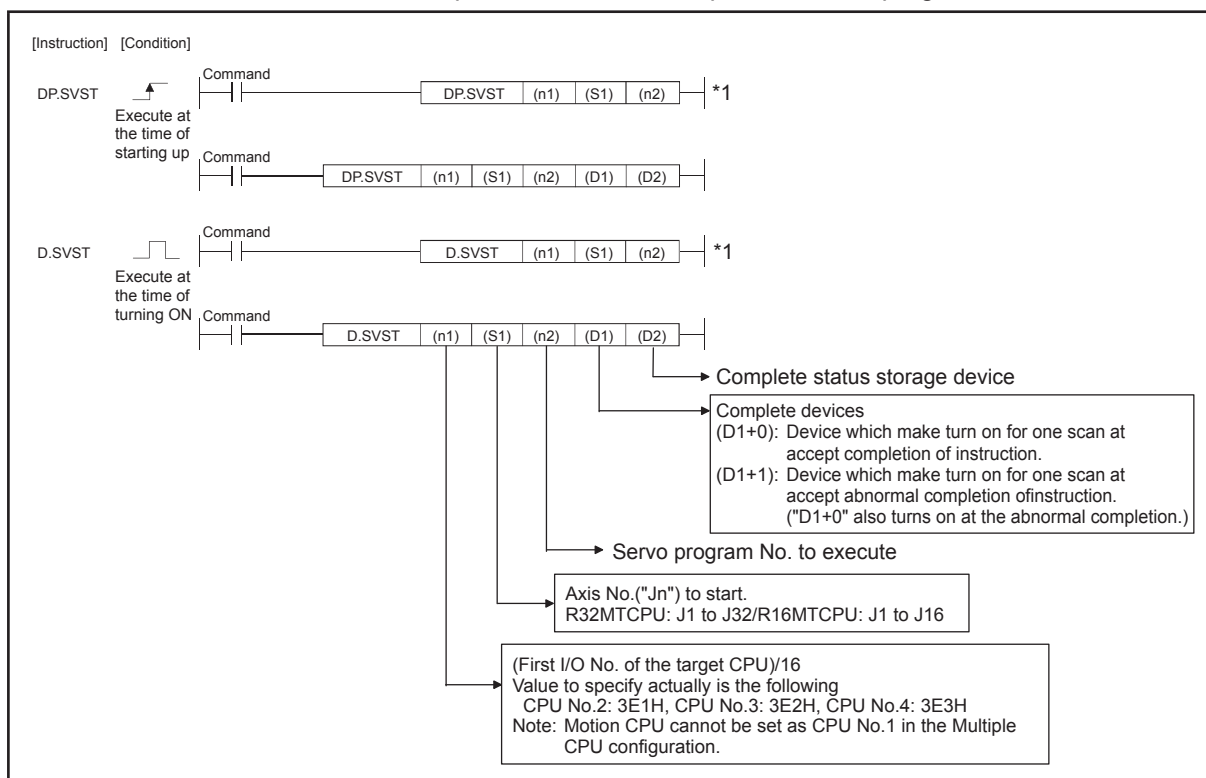 [Instruction] [Condition]
Command
DP.SVST
DP.SVST (n1) (S1) (n2) *1
Execute at
the time of
starting up
Command
DP.SVST (n1) (S1) (n2) (D1) (D2)
Command
D.SVST
D.SVST (n1) (S1) (n2) *1
Execute at
the time of
turning ON
Command
D.SVST (n1) (S1) (n2) (D1) (D2)
Complete status storage device
Complete devices
(D1+0): Device which make turn on for one scan at
accept completion of instruction.
(D1+1): Device which make turn on for one scan at
accept abnormal completion ofinstruction.
("D1+0" also turns on at the abnormal completion.)
Servo program No. to execute
Axis No.("Jn") to start.
R32MTCPU: J1 to J32/R16MTCPU: J1 to J16
(First I/O No. of the target CPU)/16
Value to specify actually is the following
CPU No.2: 3E1H, CPU No.3: 3E2H, CPU No.4: 3E3H
Note: Motion CPU cannot be set as CPU No.1 in the Multiple
CPU configuration.